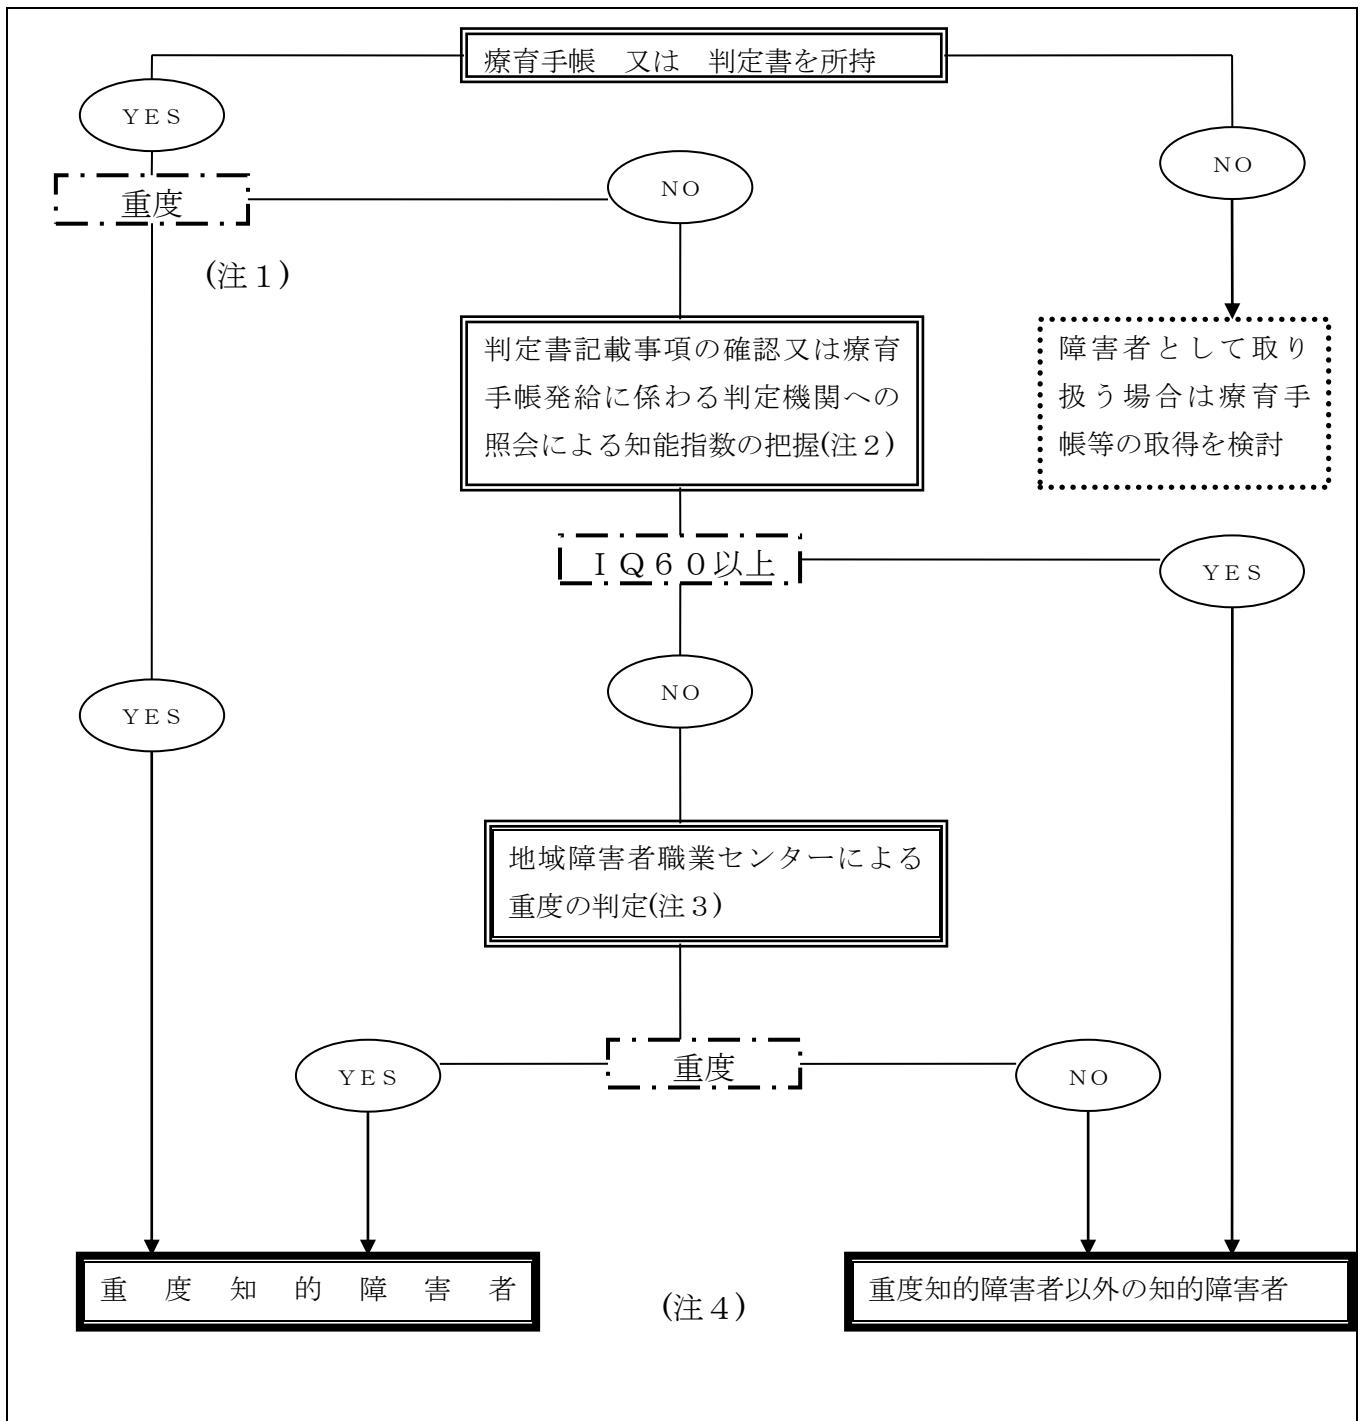 療育手帳　又は　判定書を所持
ＹＥＳ
ＮＯ
ＮＯ
重度
(注１)
判定書記載事項の確認又は療育
手帳発給に係わる判定機関への
照会による知能指数の把握(注２)
障害者として取り
扱う場合は療育手
帳等の取得を検討
ＩＱ６０以上
ＹＥＳ
ＮＯ
ＹＥＳ
地域障害者職業センターによる
重度の判定(注３)
ＹＥＳ
重度
ＮＯ
重度知的障害者
(注４)
重度知的障害者以外の知的障害者